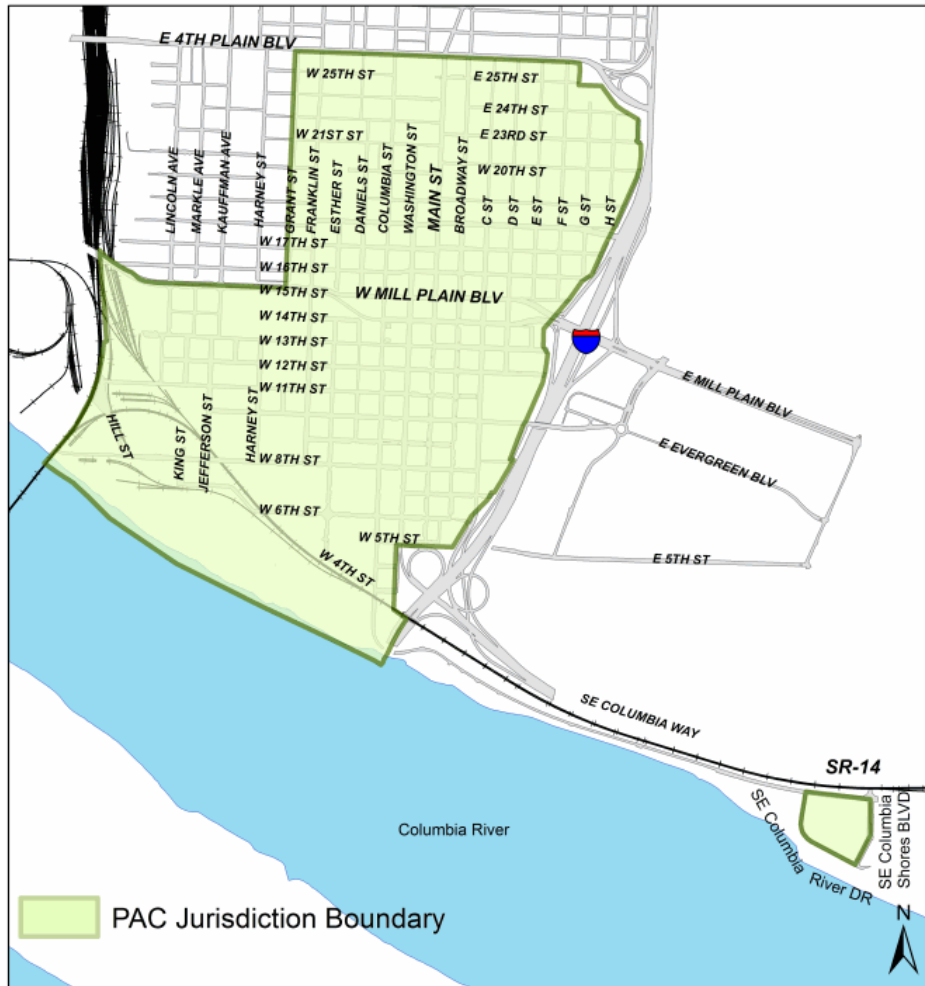 E 4TH PLAIN BLV
W 25TH ST
E 25TH ST
E 24TH ST
W 21ST ST
E 23RD ST
W 20TH ST
LINCOLN AVE
MARKLE AVE
KAUFFMAN AVE
HARNEY ST
GRANT ST
FRANKLIN ST
ESTHER ST
DANIELS ST
COLUMBIA ST
WASHINGTON ST
MAIN ST
BROADWAY ST
C ST
D ST
E ST
F ST
G ST
H ST
W 17TH ST
W 16TH ST
W 15TH ST
W MILL PLAIN BLV
W 14TH ST
W 13TH ST
W 12TH ST
W 11TH ST
E MILL PLAIN BLV
HILL ST
KING ST
JEFFERSON ST
HARNEY ST
W 8TH ST
E EVERGREEN BLV
W 6TH ST
W 5TH ST
W 4TH ST
E 5TH ST
SE COLUMBIA WAY
SR-14
SE Columbia
River DR
SE Columbia
Shores BLVD
Columbia River
PAC Jurisdiction Boundary
N